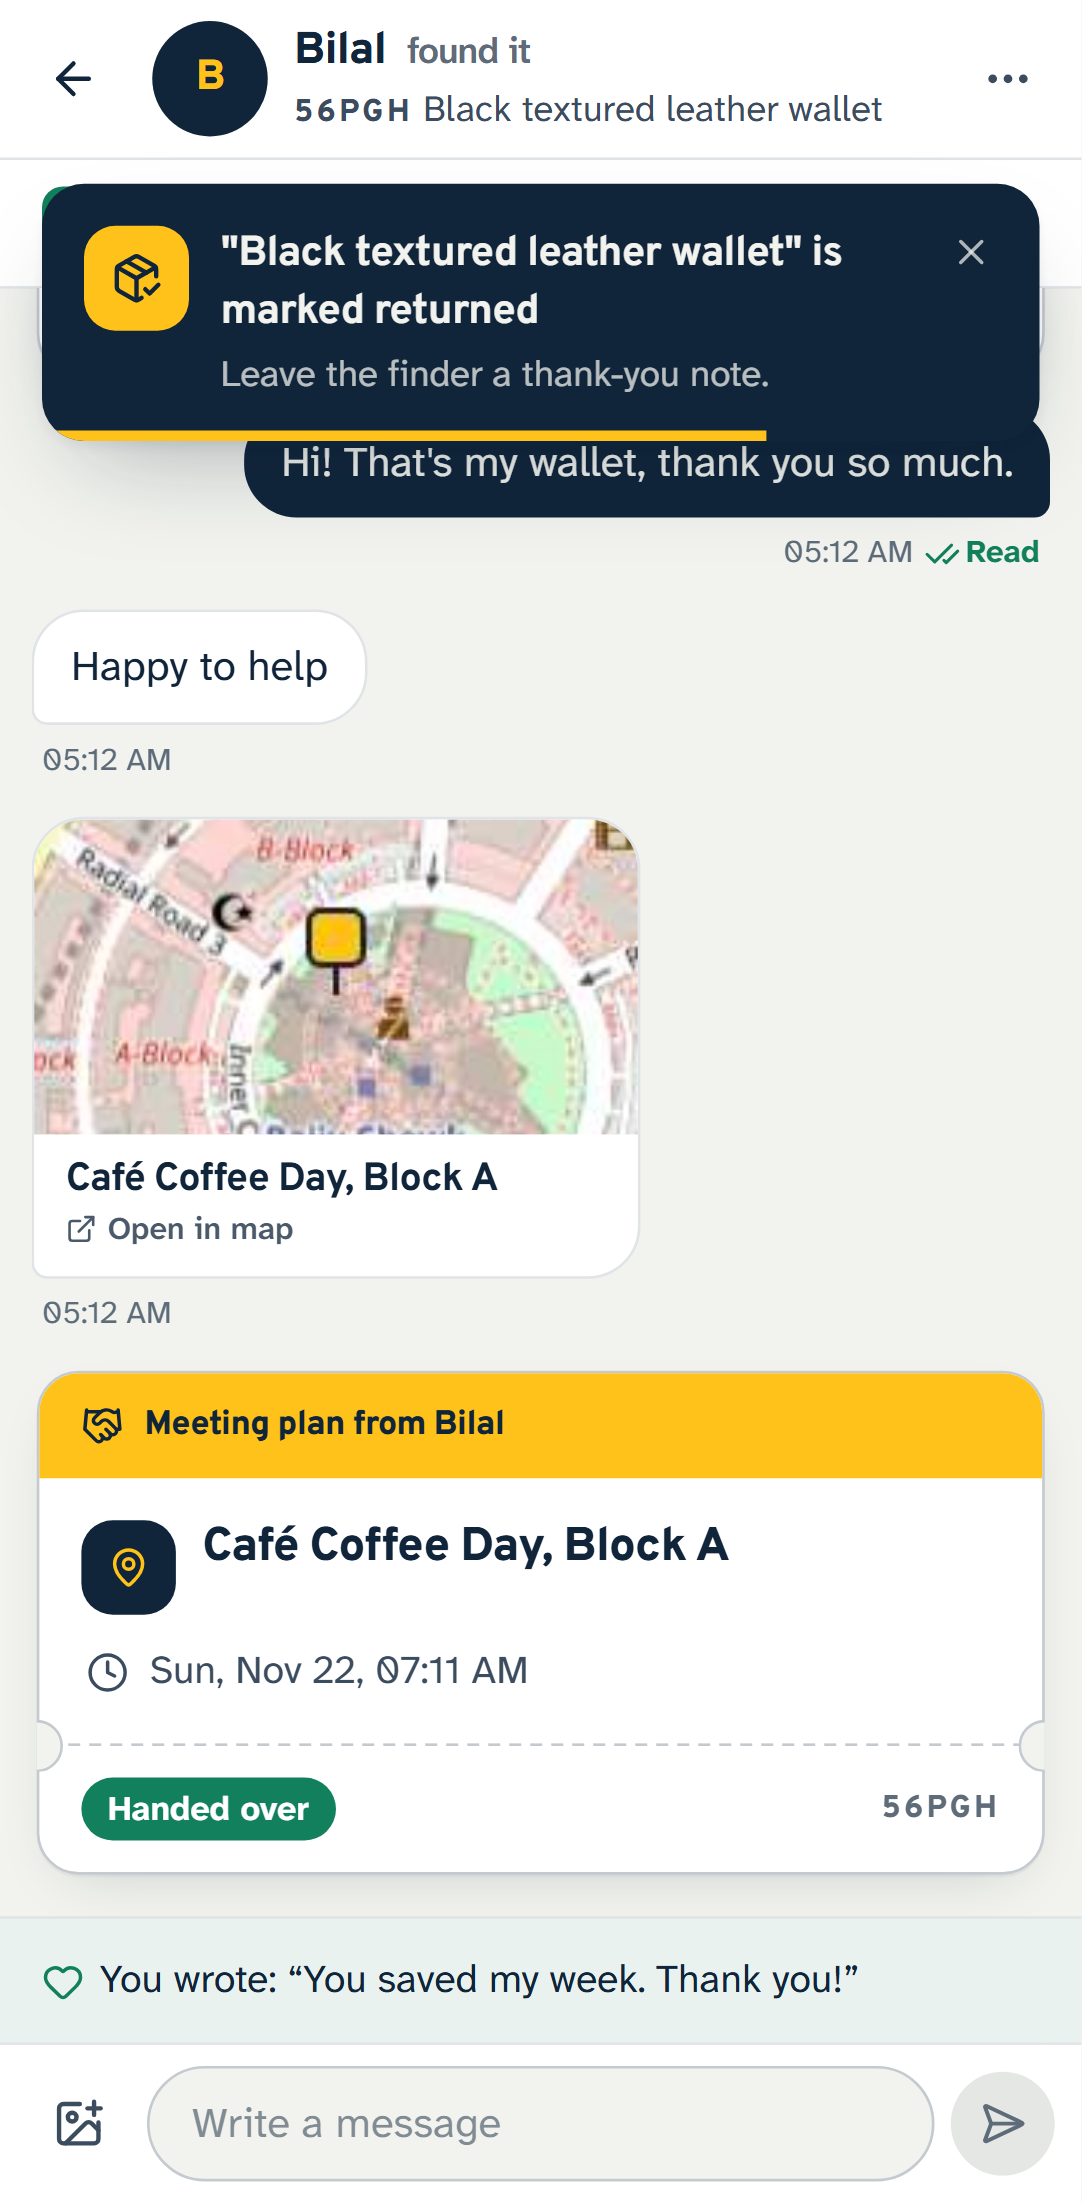 B
Bilal found it
56PGH Black textured leather wallet
"Black textured leather wallet" is
marked returned
Leave the finder a thank-you note.
Hi! That's my wallet, thank you so much.
05:12 AM Read
Happy to help
05:12 AM
B-Block
Radial Road 3
A-Block
Inner
Café Coffee Day, Block A
Open in map
05:12 AM
Meeting plan from Bilal
Café Coffee Day, Block A
Sun, Nov 22, 07:11 AM
Handed over
56PGH
You wrote: “You saved my week. Thank you!”
Write a message